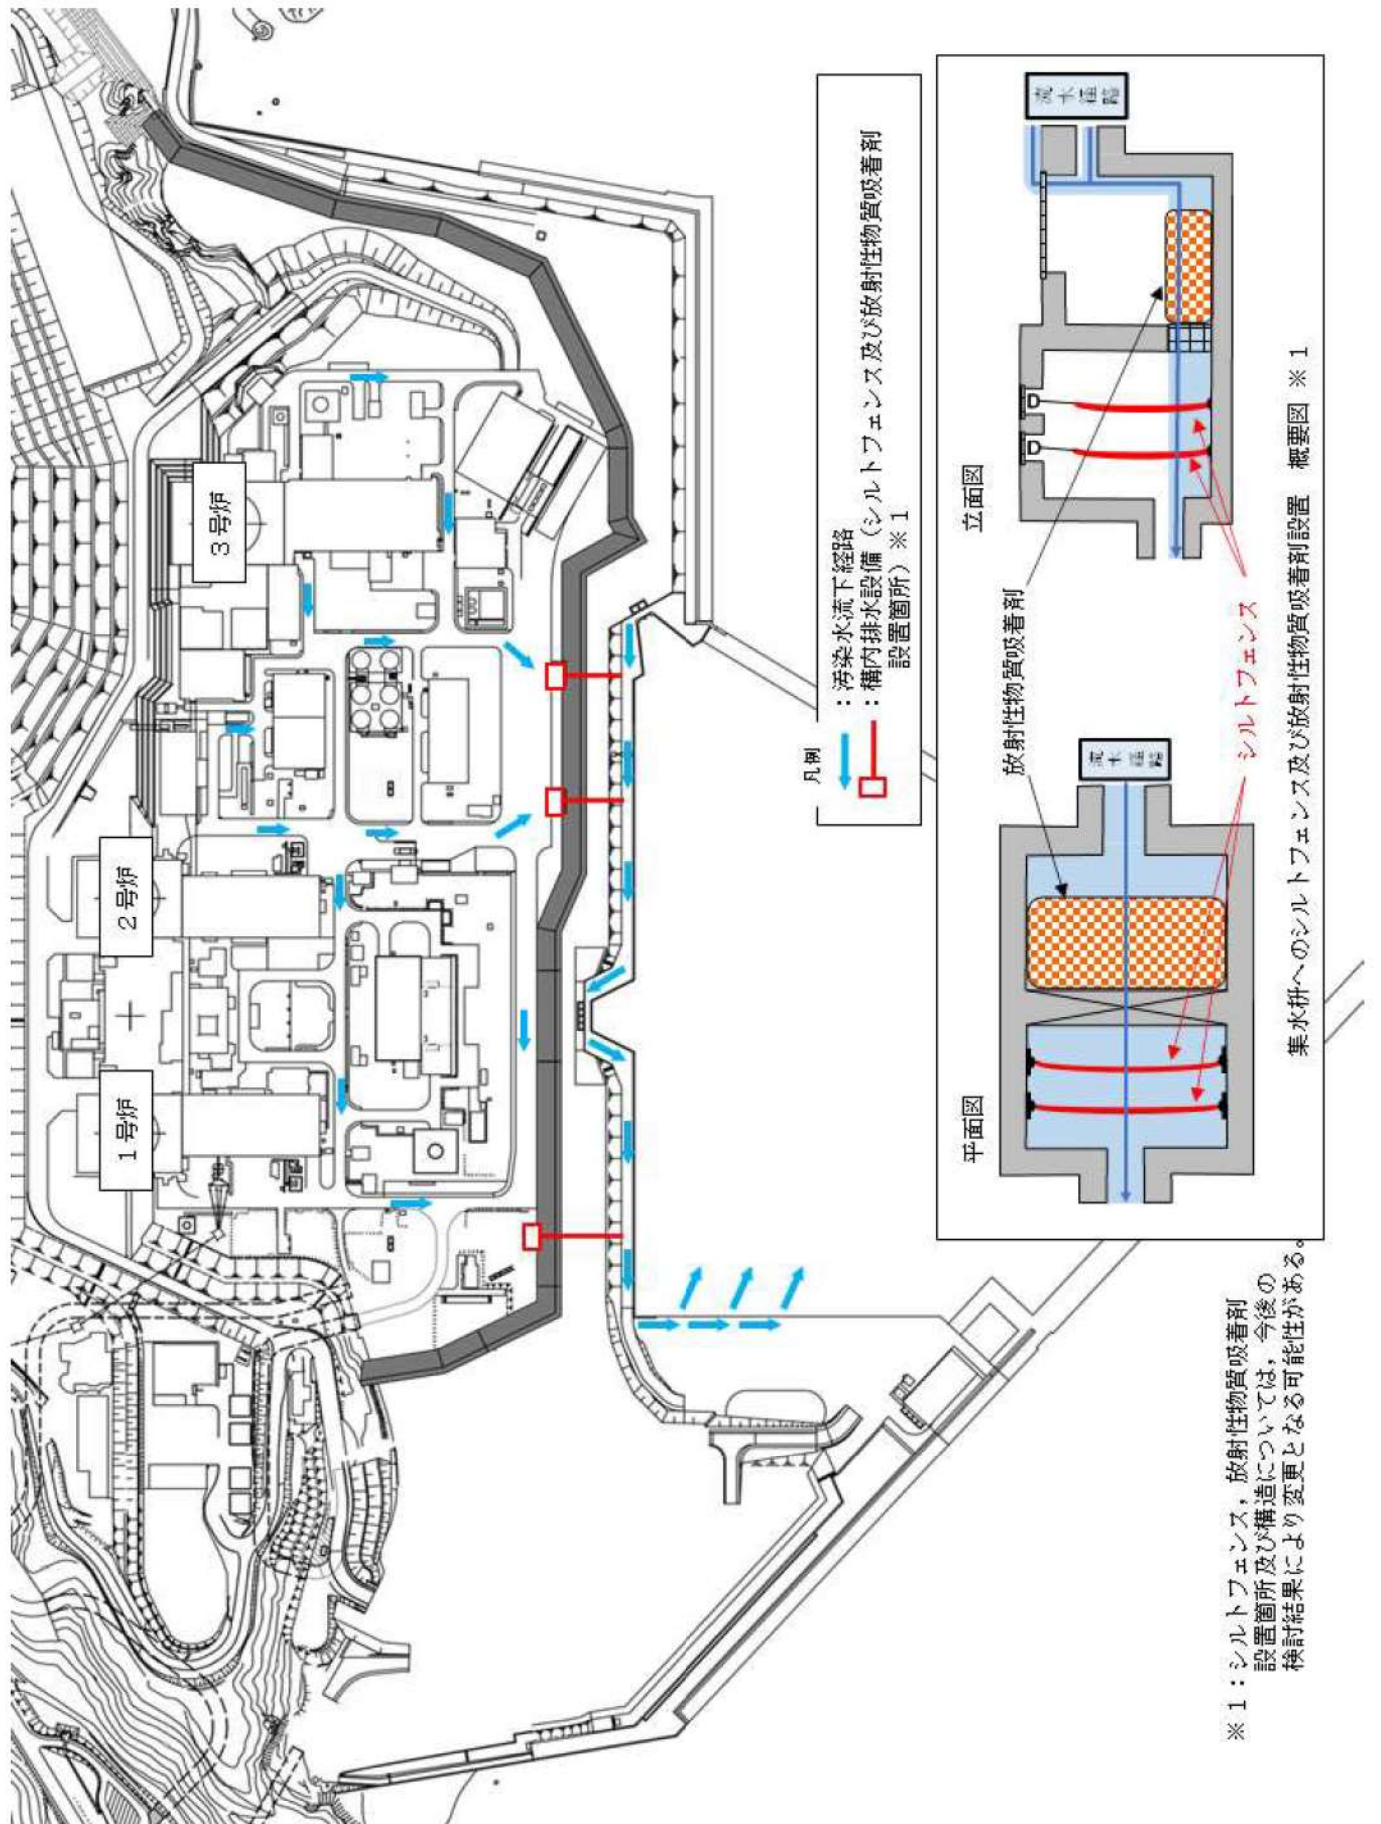 3号炉
2号炉
1号炉
凡例
：汚染水流下経路
：構内排水設備（シルトフェンス及び放射性物質吸着剤
設置箇所）※1
平面図
立面図
放射性物質吸着剤
シルトフェンス
流水経路
流水経路
集水枡へのシルトフェンス及び放射性物質吸着剤設置　概要図　※1
※1：シルトフェンス，放射性物質吸着剤
設置箇所及び構造については，今後の
検討結果により変更となる可能性がある。